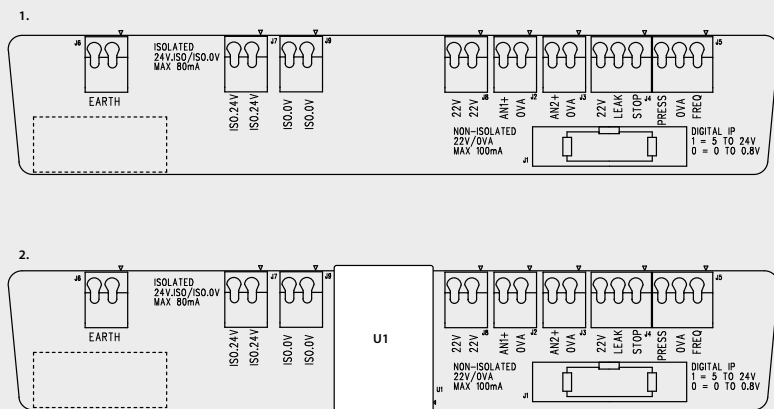 1.
J6
ISOLATED
24V.ISO/ISO.0V
MAX 80mA
J7
J9
J8
J2
J3
J4
J5
EARTH
ISO.24V
ISO.24V
ISO.0V
ISO.0V
22V
22V
AN1+
0VA
AN2+
0VA
22V
LEAK
STOP
PRESS
0VA
FREQ
NON-ISOLATED
22V/0VA
MAX 100mA
J1
DIGITAL IP
1 = 5 TO 24V
0 = 0 TO 0.8V
2.
J6
ISOLATED
24V.ISO/ISO.0V
MAX 80mA
J7
J9
U1
J8
J2
J3
J4
J5
EARTH
ISO.24V
ISO.24V
ISO.0V
ISO.0V
22V
22V
AN1+
0VA
AN2+
0VA
22V
LEAK
STOP
PRESS
0VA
FREQ
NON-ISOLATED
22V/0VA
MAX 100mA
U1
J1
DIGITAL IP
1 = 5 TO 24V
0 = 0 TO 0.8V